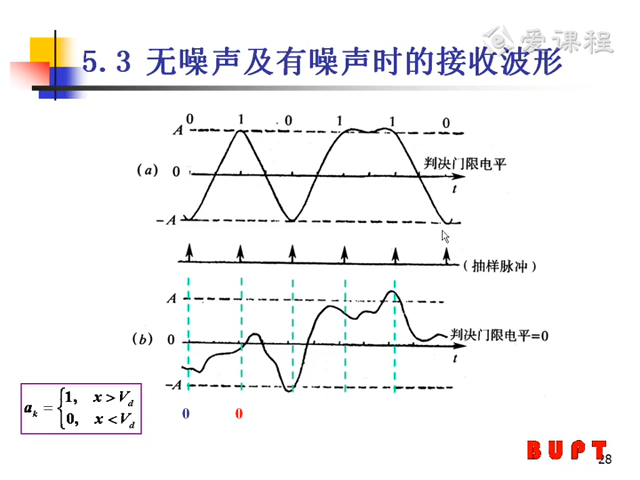 爱课程
5.3 无噪声及有噪声时的接收波形
0 1 0 1 1 0
A
(a) 0 判决门限电平
t
-A
(抽样脉冲)
A
(b) 0 判决门限电平=0
t
-A
a_k = { 1, x > V_d
0, x < V_d
0 0
BUPT
28